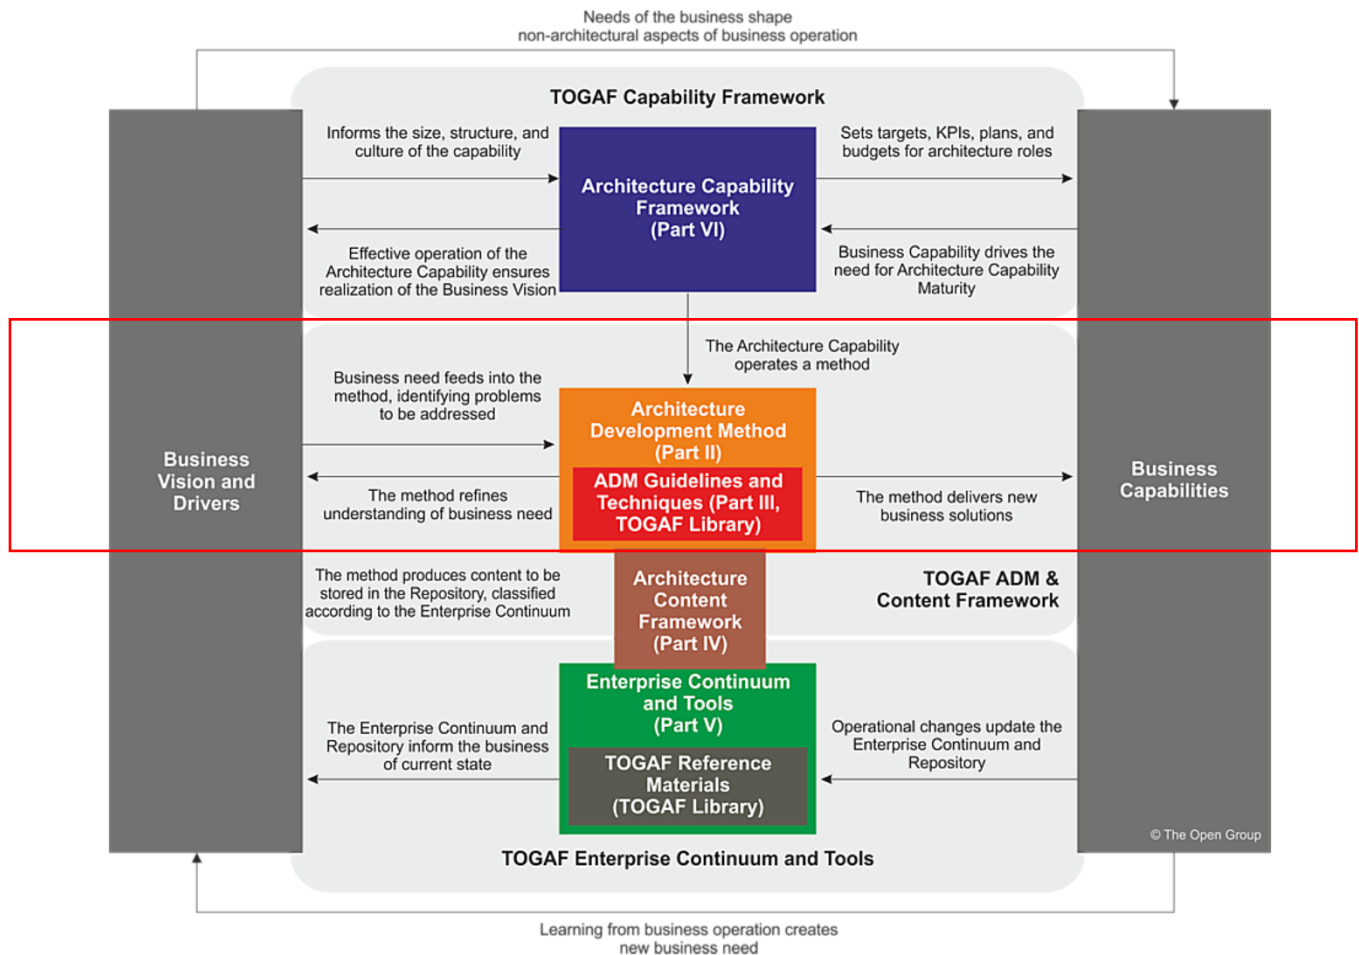 Needs of the business shape
non-architectural aspects of business operation
TOGAF Capability Framework
Informs the size, structure, and
culture of the capability
Architecture Capability
Framework
(Part VI)
Sets targets, KPIs, plans, and
budgets for architecture roles
Effective operation of the
Architecture Capability ensures
realization of the Business Vision
Business Capability drives the
need for Architecture Capability
Maturity
The Architecture Capability
operates a method
Business need feeds into the
method, identifying problems
to be addressed
Architecture
Development Method
(Part II)
ADM Guidelines and
Techniques (Part III,
TOGAF Library)
Business
Vision and
Drivers
Business
Capabilities
The method refines
understanding of business need
The method delivers new
business solutions
The method produces content to be
stored in the Repository, classified
according to the Enterprise Continuum
Architecture
Content
Framework
(Part IV)
TOGAF ADM &
Content Framework
Enterprise Continuum
and Tools
(Part V)
The Enterprise Continuum and
Repository inform the business
of current state
TOGAF Reference
Materials
(TOGAF Library)
Operational changes update the
Enterprise Continuum and
Repository
© The Open Group
TOGAF Enterprise Continuum and Tools
Learning from business operation creates
new business need